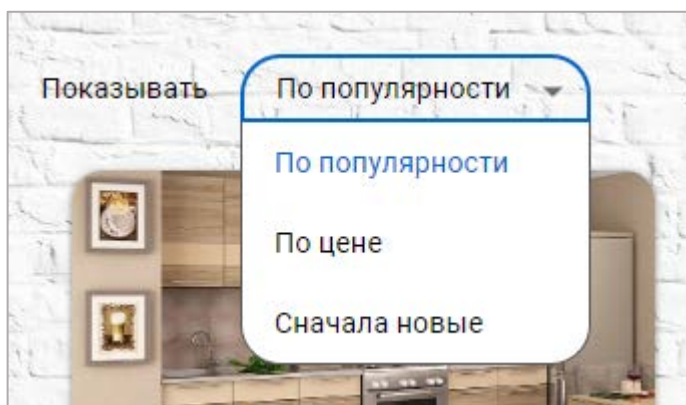 Показывать По популярности
По популярности
По цене
Сначала новые